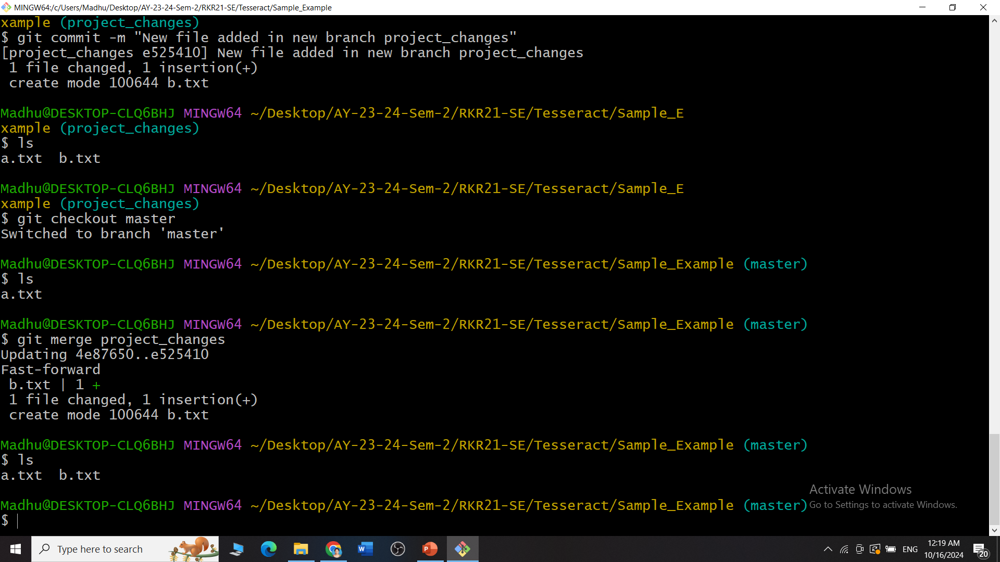 MINGW64:/c/Users/Madhu/Desktop/AY-23-24-Sem-2/RKR21-SE/Tesseract/Sample_Example
xample (project_changes)
$ git commit -m "New file added in new branch project_changes"
[project_changes e525410] New file added in new branch project_changes
 1 file changed, 1 insertion(+)
 create mode 100644 b.txt
Madhu@DESKTOP-CLQ6BHJ MINGW64 ~/Desktop/AY-23-24-Sem-2/RKR21-SE/Tesseract/Sample_E
xample (project_changes)
$ ls
a.txt  b.txt
Madhu@DESKTOP-CLQ6BHJ MINGW64 ~/Desktop/AY-23-24-Sem-2/RKR21-SE/Tesseract/Sample_E
xample (project_changes)
$ git checkout master
Switched to branch 'master'
Madhu@DESKTOP-CLQ6BHJ MINGW64 ~/Desktop/AY-23-24-Sem-2/RKR21-SE/Tesseract/Sample_Example (master)
$ ls
a.txt
Madhu@DESKTOP-CLQ6BHJ MINGW64 ~/Desktop/AY-23-24-Sem-2/RKR21-SE/Tesseract/Sample_Example (master)
$ git merge project_changes
Updating 4e87650..e525410
Fast-forward
 b.txt | 1 +
 1 file changed, 1 insertion(+)
 create mode 100644 b.txt
Madhu@DESKTOP-CLQ6BHJ MINGW64 ~/Desktop/AY-23-24-Sem-2/RKR21-SE/Tesseract/Sample_Example (master)
$ ls
a.txt  b.txt
Activate Windows
Madhu@DESKTOP-CLQ6BHJ MINGW64 ~/Desktop/AY-23-24-Sem-2/RKR21-SE/Tesseract/Sample_Example (master)
Go to Settings to activate Windows.
$
Type here to search
W
P
ENG
12:19 AM
10/16/2024
20